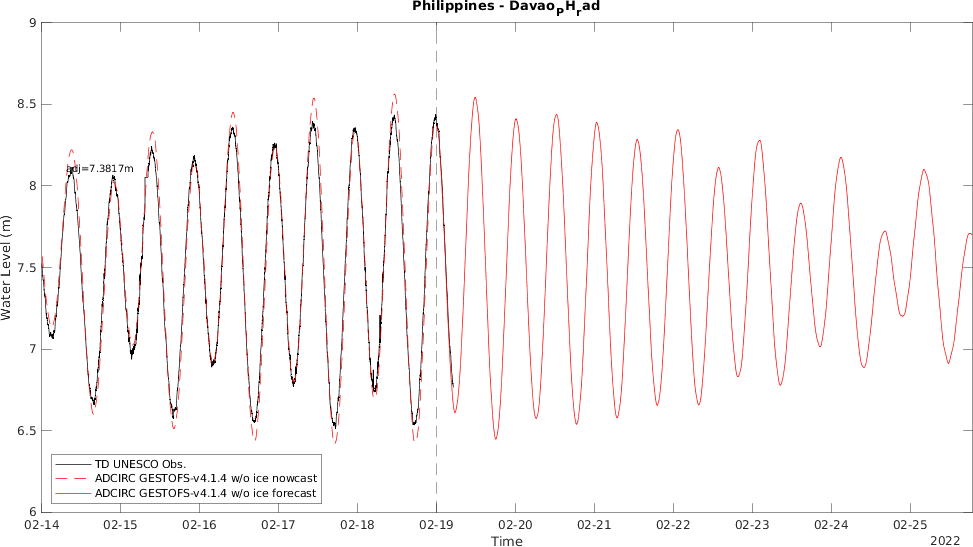 Philippines - DavaopHrad
9
8.5
8
7.5
7
6.5
6
Water Level (m)
adj=7.3817m
TD UNESCO Obs.
ADCIRC GESTOFS-v4.1.4 w/o ice nowcast
ADCIRC GESTOFS-v4.1.4 w/o ice forecast
02-14 02-15 02-16 02-17 02-18 02-19 02-20 02-21 02-22 02-23 02-24 02-25
Time
2022